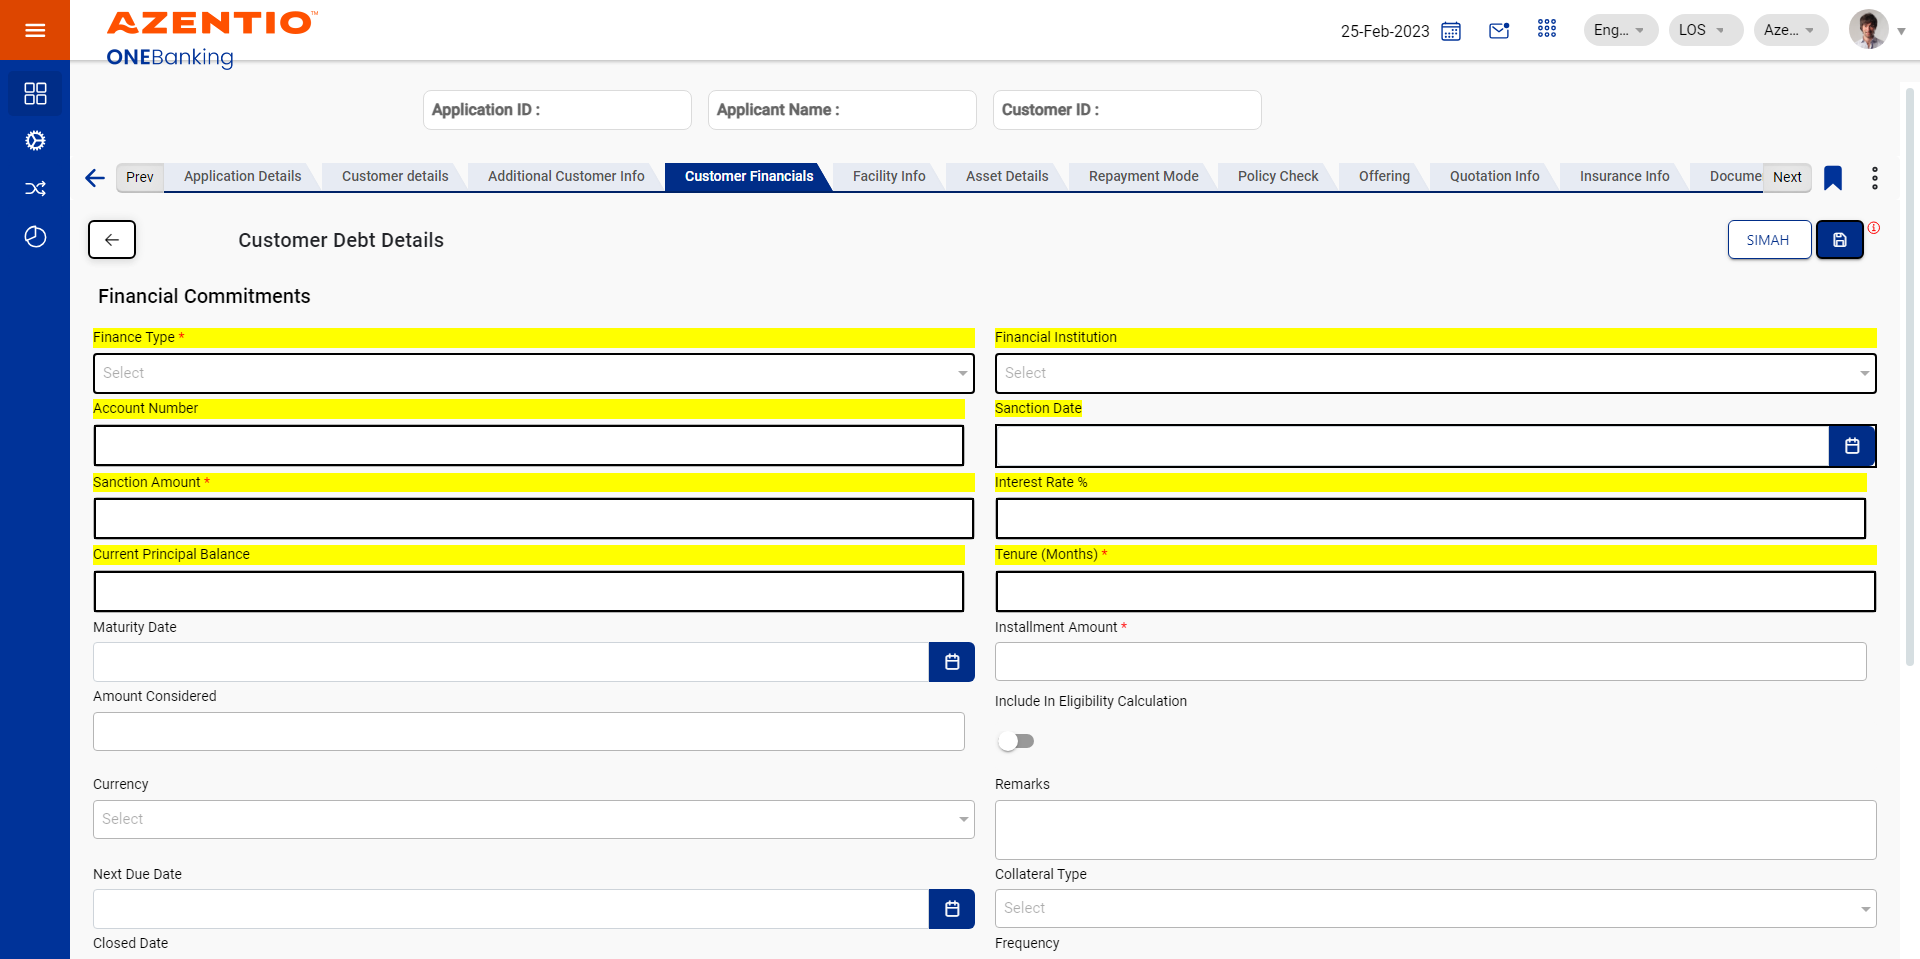 AZENTIO™
ONEBanking
25-Feb-2023
Eng...
LOS
Aze...
Application ID :
Applicant Name :
Customer ID :
Prev
Application Details
Customer details
Additional Customer Info
Customer Financials
Facility Info
Asset Details
Repayment Mode
Policy Check
Offering
Quotation Info
Insurance Info
Docume
Next
Customer Debt Details
SIMAH
Financial Commitments
Finance Type *
Financial Institution
Select
Select
Account Number
Sanction Date
Sanction Amount *
Interest Rate %
Current Principal Balance
Tenure (Months) *
Maturity Date
Installment Amount *
Amount Considered
Include In Eligibility Calculation
Currency
Remarks
Select
Next Due Date
Collateral Type
Select
Closed Date
Frequency